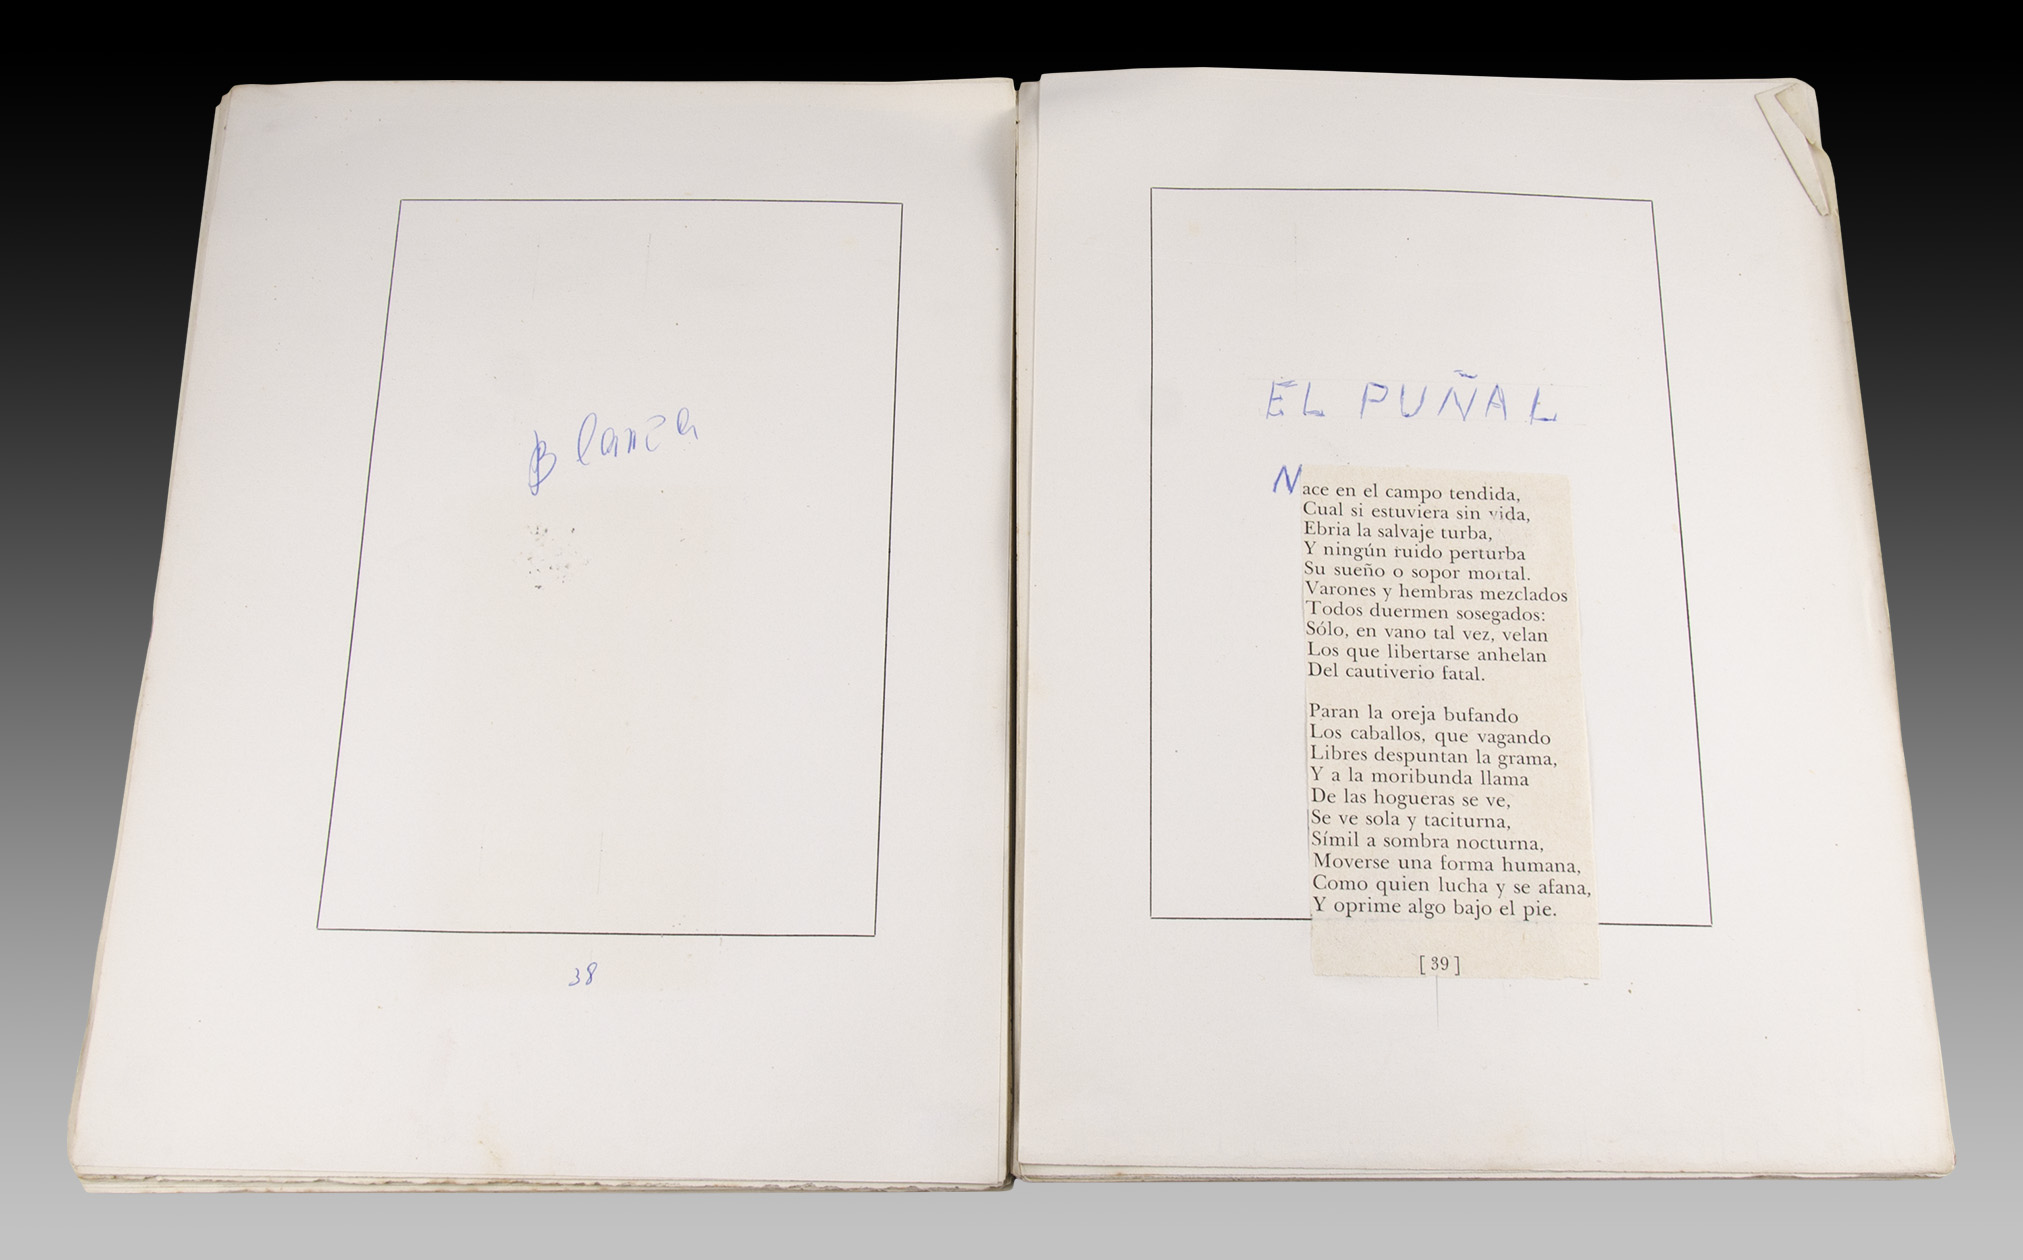 Blanca
38
EL PUÑAL
Nace en el campo tendida,
Cual si estuviera sin vida,
Ebria la salvaje turba,
Y ningún ruido perturba
Su sueño o sopor mortal.
Varones y hembras mezclados
Todos duermen sosegados:
Sólo, en vano tal vez, velan
Los que libertarse anhelan
Del cautiverio fatal.
Paran la oreja bufando
Los caballos, que vagando
Libres despuntan la grama,
Y a la moribunda llama
De las hogueras se ve,
Se ve sola y taciturna,
Símil a sombra nocturna,
Moverse una forma humana,
Como quien lucha y se afana,
Y oprime algo bajo el pie.
[ 39 ]